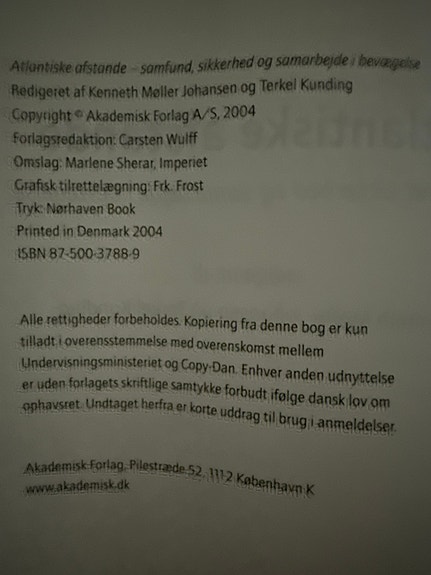 Atlantiske afstande – samfund, sikkerhed og samarbejde i bevægelse
Redigeret af Kenneth Møller Johansen og Terkel Kunding
Copyright © Akademisk Forlag A/S, 2004
Forlagsredaktion: Carsten Wulff
Omslag: Marlene Sherar, Imperiet
Grafisk tilrettelægning: Frk. Frost
Tryk: Nørhaven Book
Printed in Denmark 2004
ISBN 87-500-3788-9
Alle rettigheder forbeholdes. Kopiering fra denne bog er kun
tilladt i overensstemmelse med overenskomst mellem
Undervisningsministeriet og Copy-Dan. Enhver anden udnyttelse
er uden forlagets skriftlige samtykke forbudt ifølge dansk lov om
ophavsret. Undtaget herfra er korte uddrag til brug i anmeldelser.
Akademisk Forlag, Pilestræde 52, 1112 København K
www.akademisk.dk